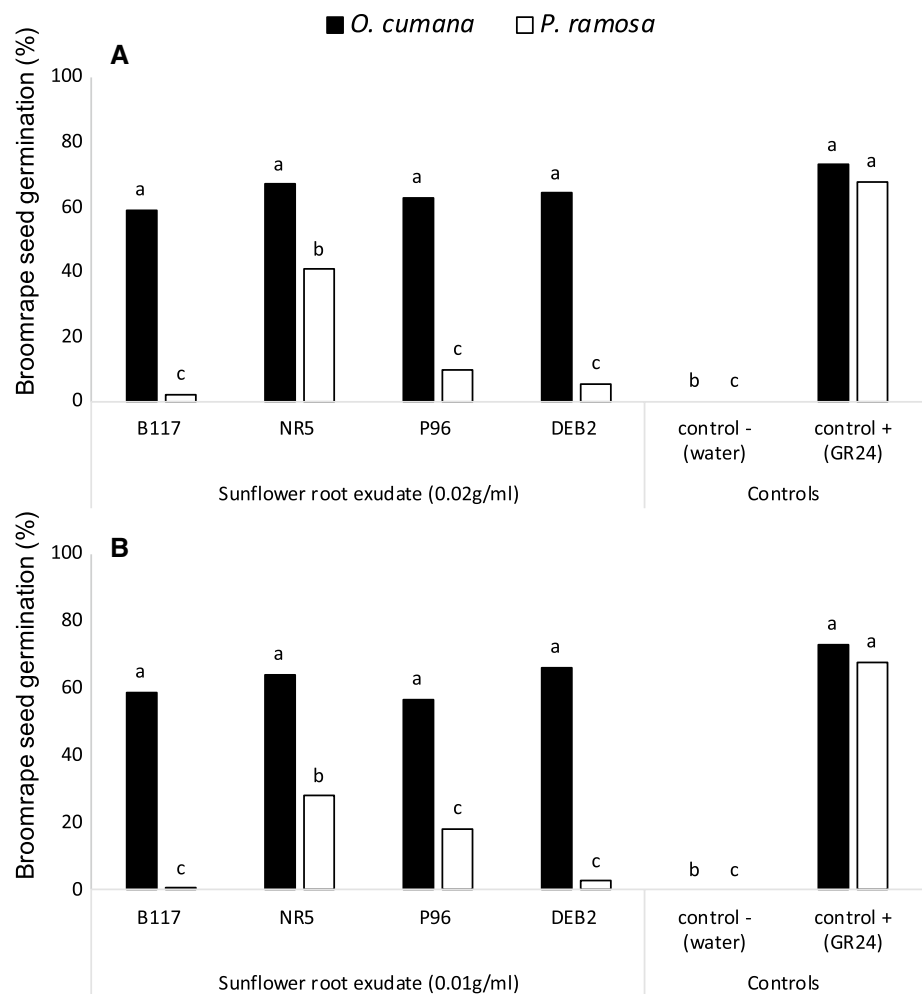 O. cumana P. ramosa
A
Broomrape seed germination (%)
100
80
60
40
20
0
a
c
a
b
a
c
a
c
b
c
a
a
B117 NR5 P96 DEB2 control - control +
(water) (GR24)
Sunflower root exudate (0.02g/ml) Controls
B
Broomrape seed germination (%)
100
80
60
40
20
0
a
c
a
b
a
c
a
c
b
c
a
a
B117 NR5 P96 DEB2 control - control +
(water) (GR24)
Sunflower root exudate (0.01g/ml) Controls